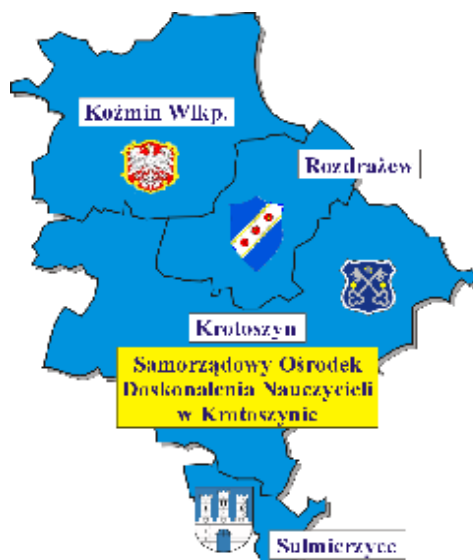 Koźmin Wlkp.
Rozdrażew
Krotoszyn
Samorządowy Ośrodek
Doskonalenia Nauczycieli
w Krotoszynie
Sulmierzyce